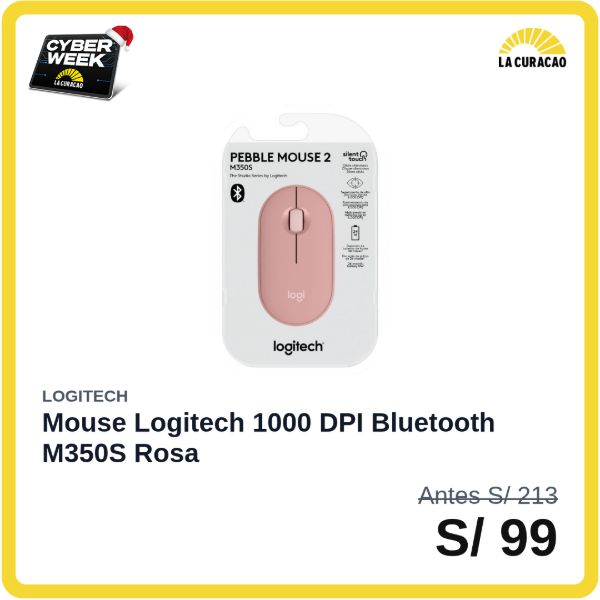 CYBER
WEEK
LA CURACAO
LA CURACAO
PEBBLE MOUSE 2
M350S
The Studio Series by Logitech
silent
touch
logi
logitech®
LOGITECH
Mouse Logitech 1000 DPI Bluetooth
M350S Rosa
Antes S/ 213
S/ 99